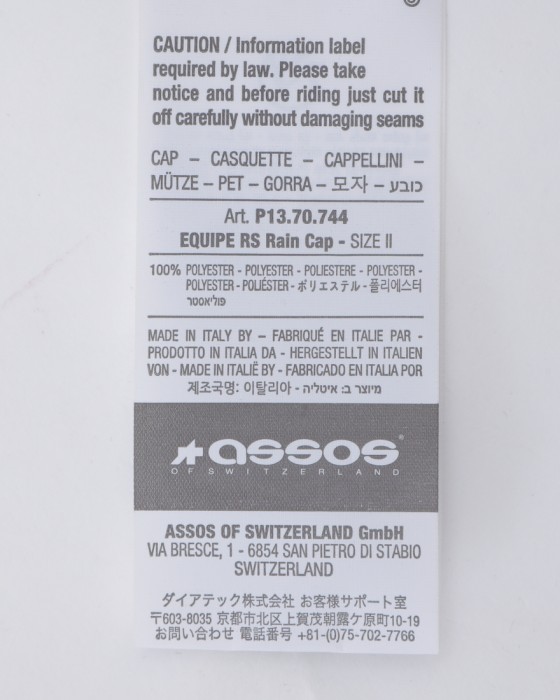 CAUTION / Information label
required by law. Please take
notice and before riding just cut it
off carefully without damaging seams
CAP – CASQUETTE – CAPPELLINI –
MÜTZE – PET – GORRA – 모자 – כובע
Art. P13.70.744
EQUIPE RS Rain Cap - SIZE II
100% POLYESTER - POLYESTER - POLIESTERE - POLYESTER -
POLYESTER - POLIÉSTER - ポリエステル - 폴리에스터
פוליאסטר
MADE IN ITALY BY – FABRIQUÉ EN ITALIE PAR -
PRODOTTO IN ITALIA DA - HERGESTELLT IN ITALIEN
VON - MADE IN ITALIË BY - FABRICADO EN ITALIA POR
제조국명: 이탈리아 - מיוצר ב: איטליה -
assos®
OF SWITZERLAND
ASSOS OF SWITZERLAND GmbH
VIA BRESCE, 1 - 6854 SAN PIETRO DI STABIO
SWITZERLAND
ダイアテック株式会社 お客様サポート室
〒603-8035 京都市北区上賀茂朝露ケ原町10-19
お問い合わせ 電話番号 +81-(0)75-702-7766